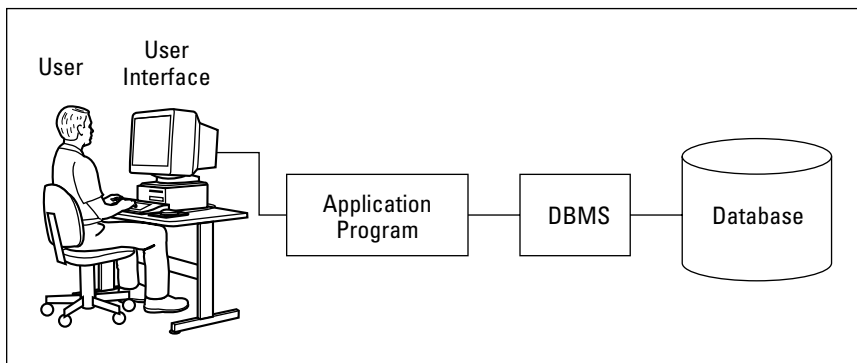 User
User
Interface
Application
Program
DBMS
Database